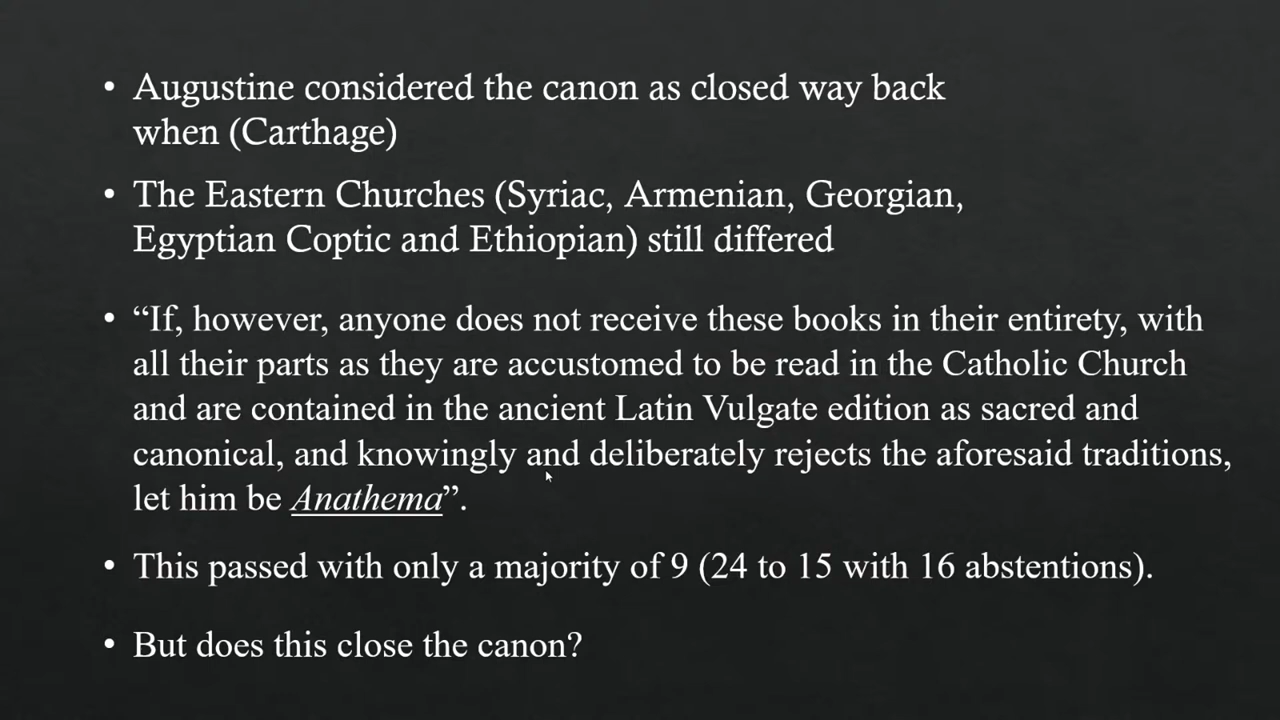 • Augustine considered the canon as closed way back
when (Carthage)
• The Eastern Churches (Syriac, Armenian, Georgian,
Egyptian Coptic and Ethiopian) still differed
• “If, however, anyone does not receive these books in their entirety, with
all their parts as they are accustomed to be read in the Catholic Church
and are contained in the ancient Latin Vulgate edition as sacred and
canonical, and knowingly and deliberately rejects the aforesaid traditions,
let him be Anathema”.
• This passed with only a majority of 9 (24 to 15 with 16 abstentions).
• But does this close the canon?